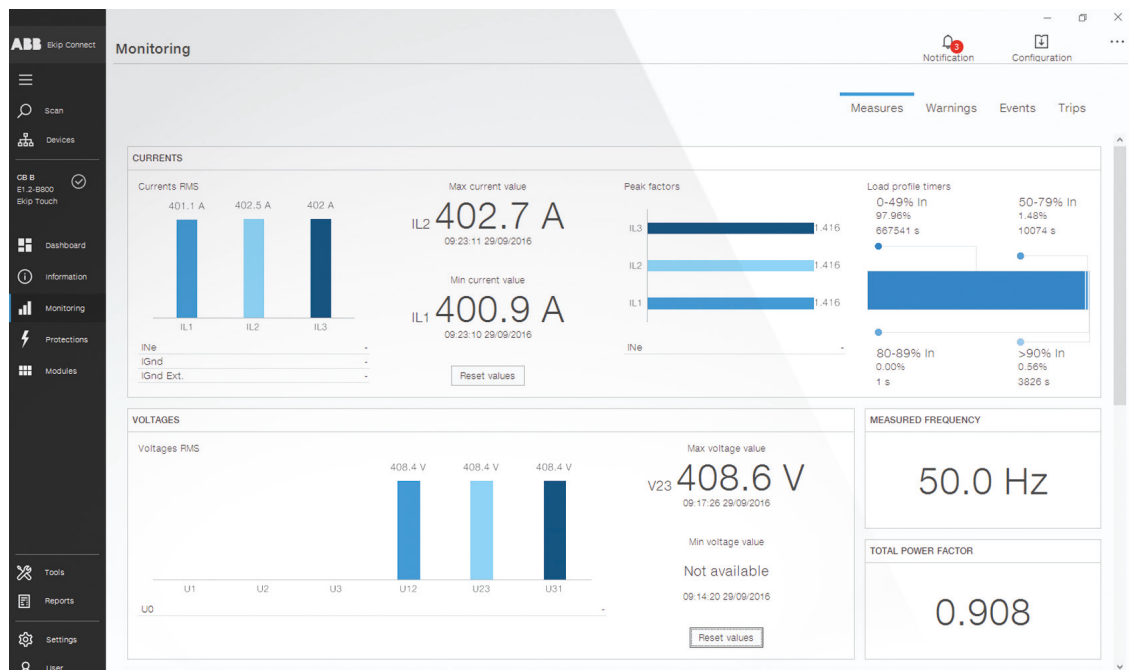 ABB Ekip Connect
Monitoring
3
Notification
Configuration
Scan
Devices
CB B
E1.2-B800
Ekip Touch
Dashboard
Information
Monitoring
Protections
Modules
Tools
Reports
Settings
User
Measures Warnings Events Trips
CURRENTS
Currents RMS
401.1 A 402.5 A 402 A
IL1 IL2 IL3
INe -
IGnd -
IGnd Ext. -
Max current value
IL2 402.7 A
09:23:11 29/09/2016
Min current value
IL1 400.9 A
09:23:10 29/09/2016
Reset values
Peak factors
IL3 1.416
IL2 1.416
IL1 1.416
INe -
Load profile timers
0-49% In
97.96%
667541 s
50-79% In
1.48%
10074 s
80-89% In
0.00%
1 s
>90% In
0.56%
3826 s
VOLTAGES
Voltages RMS
408.4 V 408.4 V 408.4 V
U1 U2 U3 U12 U23 U31
U0 -
Max voltage value
V23 408.6 V
09:17:26 29/09/2016
Min voltage value
Not available
09:14:20 29/09/2016
Reset values
MEASURED FREQUENCY
50.0 Hz
TOTAL POWER FACTOR
0.908